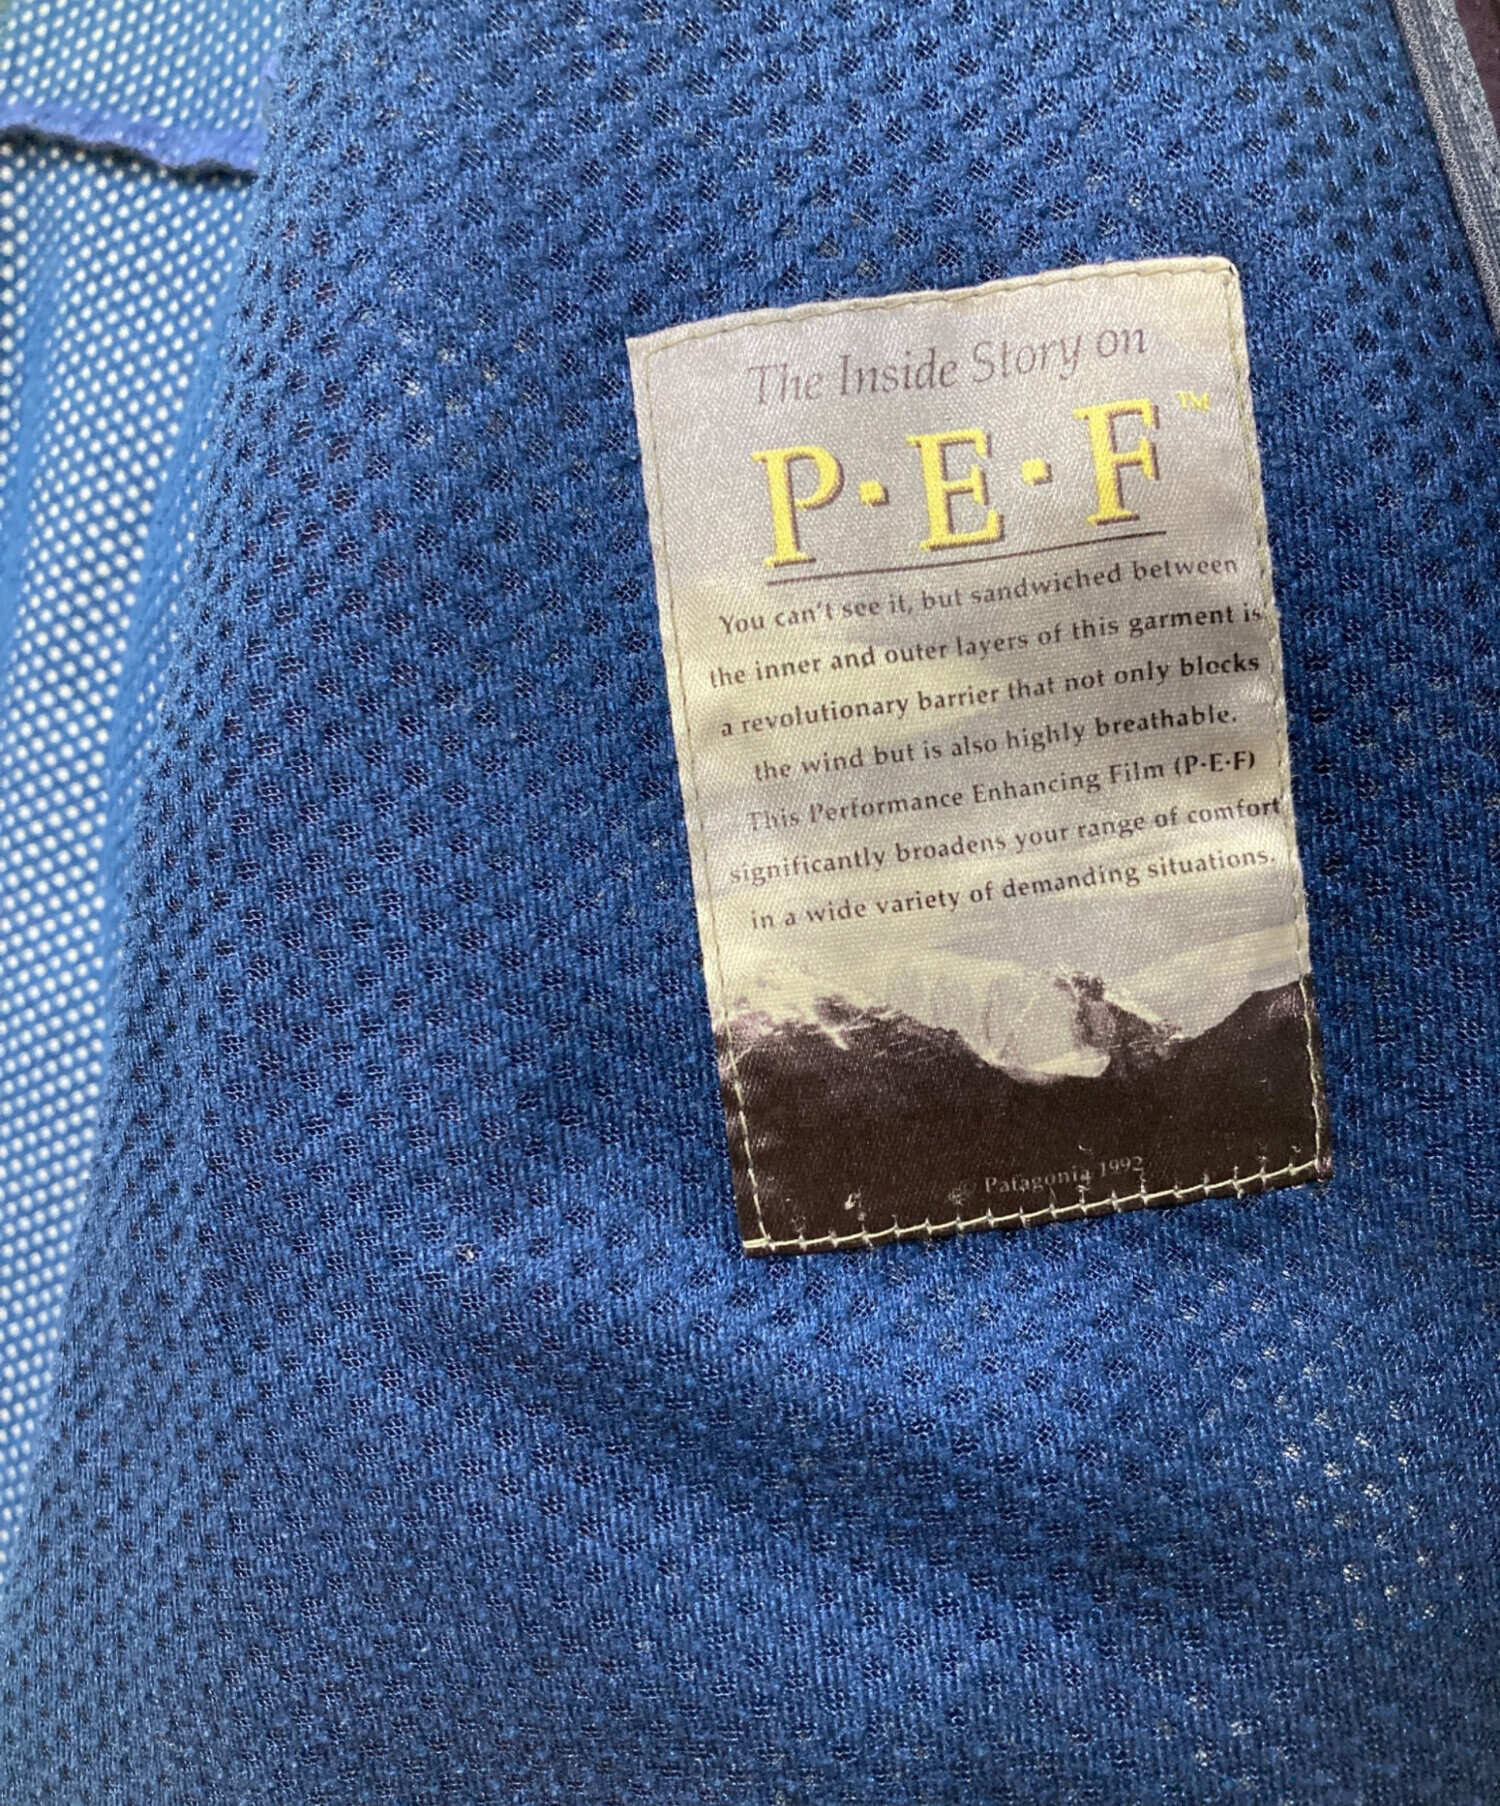 The Inside Story on
P·E·F™
You can't see it, but sandwiched between
the inner and outer layers of this garment is
a revolutionary barrier that not only blocks
the wind but is also highly breathable.
This Performance Enhancing Film (P·E·F)
significantly broadens your range of comfort
in a wide variety of demanding situations.
© Patagonia 1992